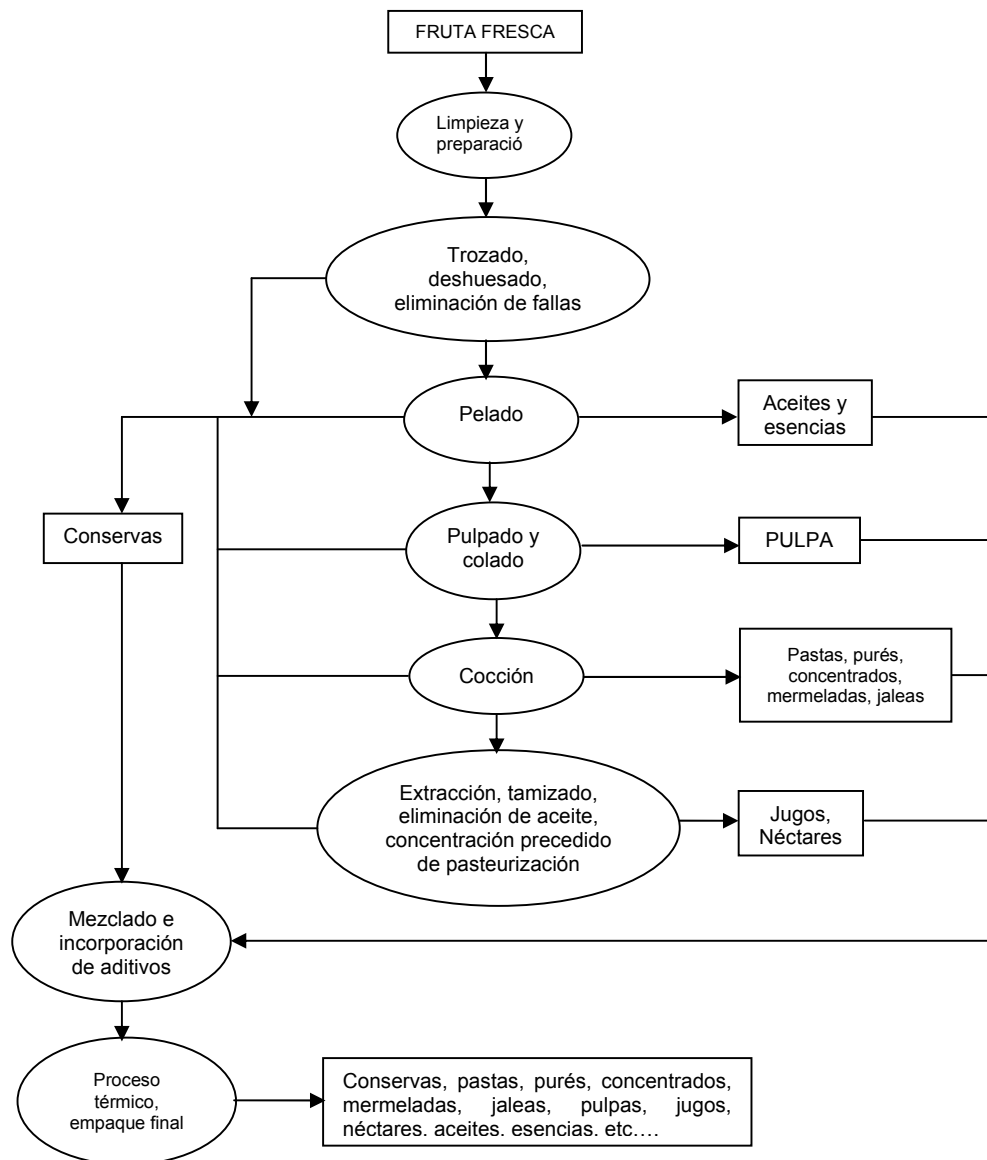 FRUTA FRESCA
Limpieza y
preparació
Trozado,
deshuesado,
eliminación de fallas
Pelado
Aceites y
esencias
Conservas
Pulpado y
colado
PULPA
Cocción
Pastas, purés,
concentrados,
mermeladas, jaleas
Extracción, tamizado,
eliminación de aceite,
concentración precedido
de pasteurización
Jugos,
Néctares
Mezclado e
incorporación
de aditivos
Proceso
térmico,
empaque final
Conservas, pastas, purés, concentrados,
mermeladas, jaleas, pulpas, jugos,
néctares. aceites. esencias. etc….